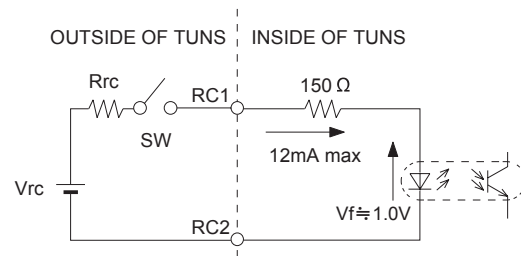 OUTSIDE OF TUNS
INSIDE OF TUNS
Rrc
RC1
150 Ω
SW
12mA max
Vrc
Vf≒1.0V
RC2